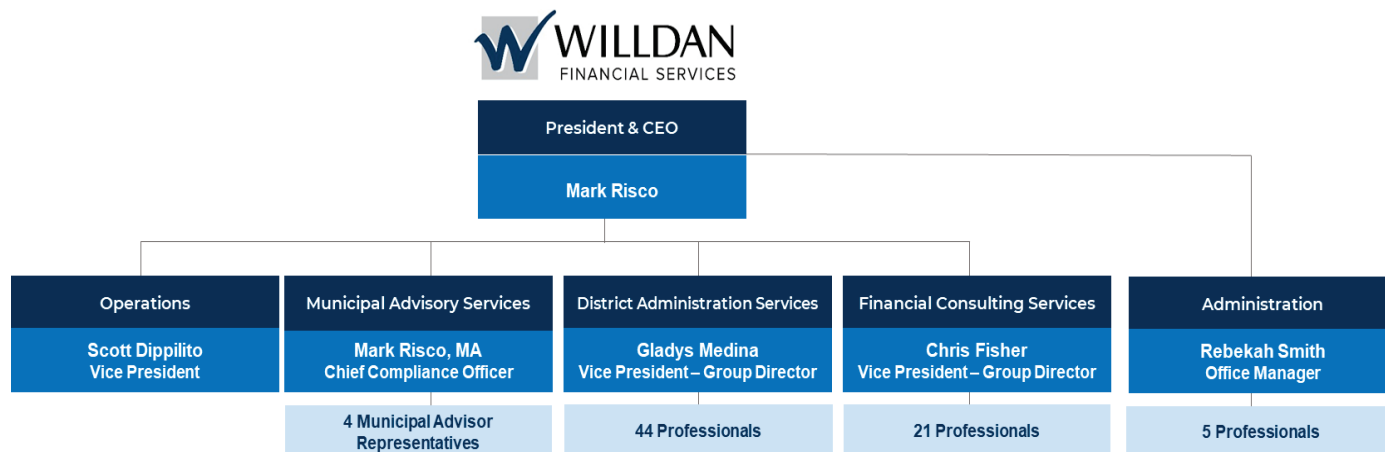 WILLDAN
FINANCIAL SERVICES
President & CEO
Mark Risco
Operations
Scott Dippilito
Vice President
Municipal Advisory Services
Mark Risco, MA
Chief Compliance Officer
4 Municipal Advisor
Representatives
District Administration Services
Gladys Medina
Vice President – Group Director
44 Professionals
Financial Consulting Services
Chris Fisher
Vice President – Group Director
21 Professionals
Administration
Rebekah Smith
Office Manager
5 Professionals